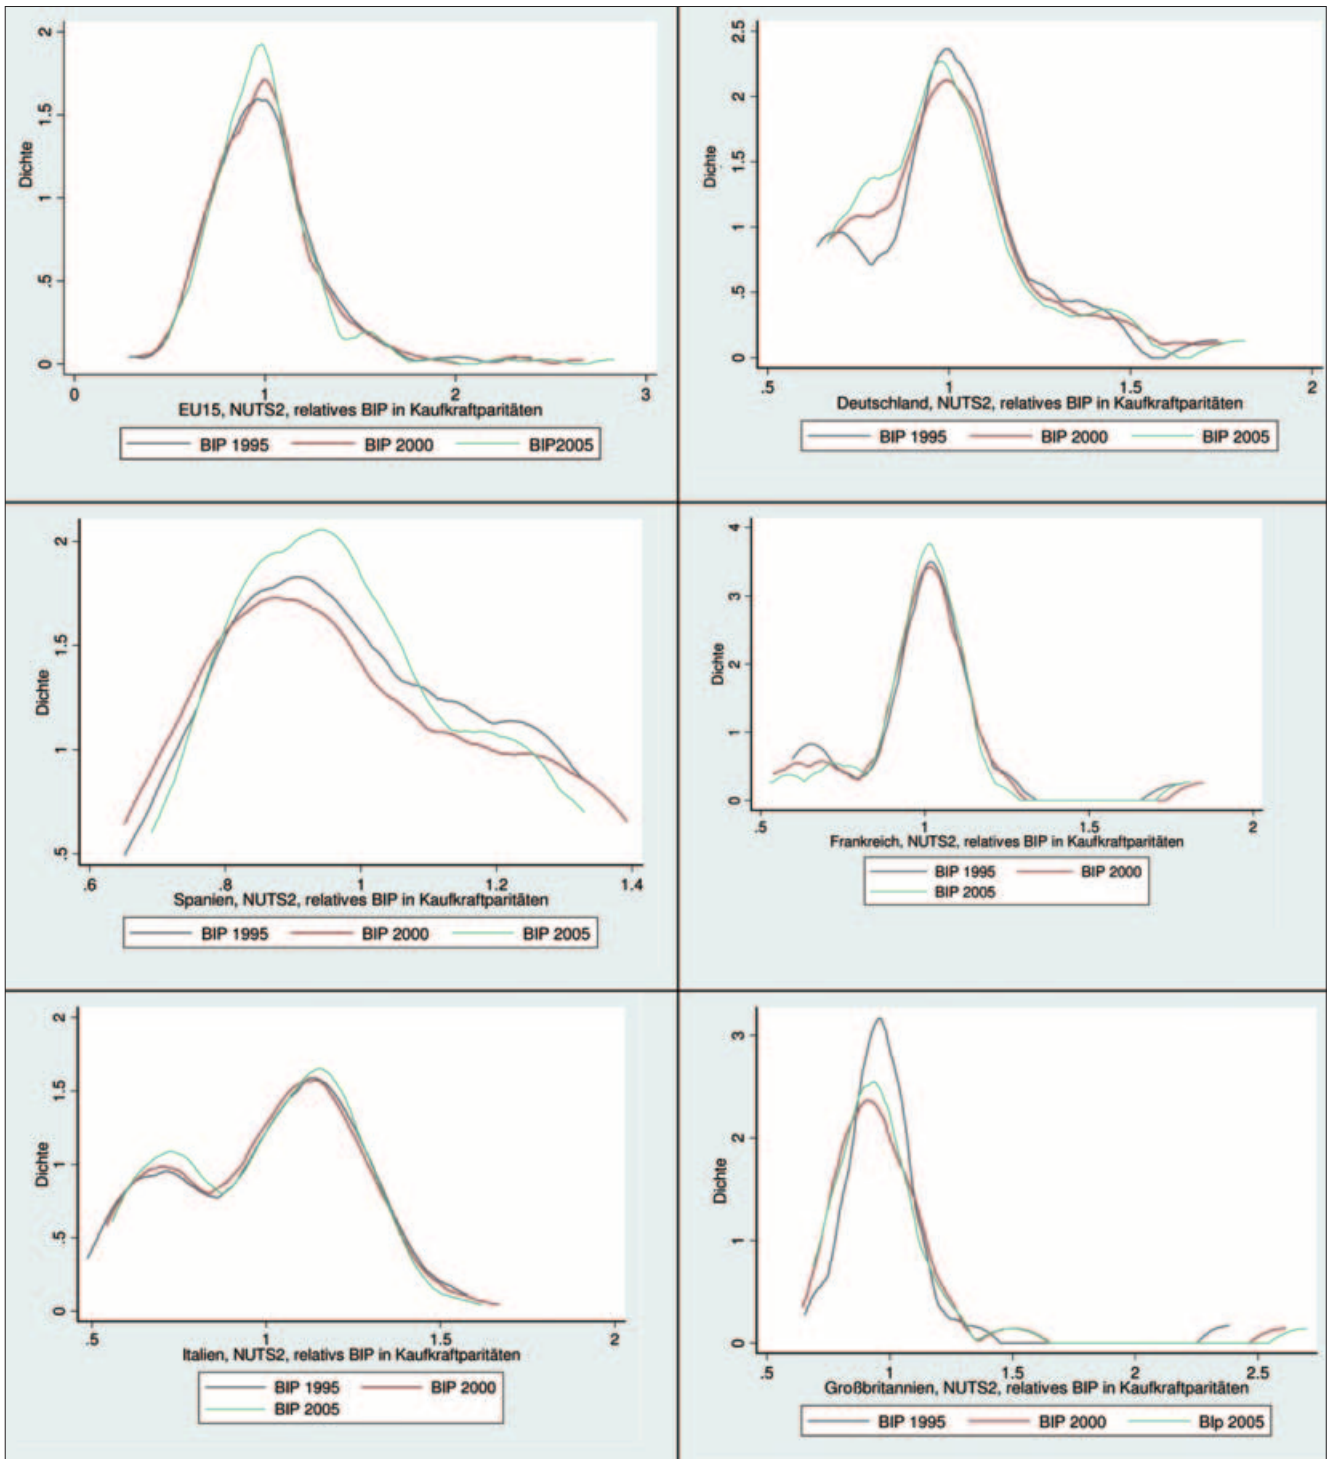 2
1.5
1
.5
0
Dichte
0 1 2 3
EU15, NUTS2, relatives BIP in Kaufkraftparitäten
BIP 1995 BIP 2000 BIP2005
2.5
2
1.5
1
.5
0
Dichte
.5 1 1.5 2
Deutschland, NUTS2, relatives BIP in Kaufkraftparitäten
BIP 1995 BIP 2000 BIP 2005
2
1.5
1
.5
Dichte
.6 .8 1 1.2 1.4
Spanien, NUTS2, relatives BIP in Kaufkraftparitäten
BIP 1995 BIP 2000 BIP 2005
4
3
2
1
0
Dichte
.5 1 1.5 2
Frankreich, NUTS2, relatives BIP in Kaufkraftparitäten
BIP 1995 BIP 2000
BIP 2005
2
1.5
1
.5
0
Dichte
.5 1 1.5 2
Italien, NUTS2, relativs BIP in Kaufkraftparitäten
BIP 1995 BIP 2000
BIP 2005
3
2
1
0
Dichte
.5 1 1.5 2 2.5
Großbritannien, NUTS2, relatives BIP in Kaufkraftparitäten
BIP 1995 BIP 2000 BIp 2005